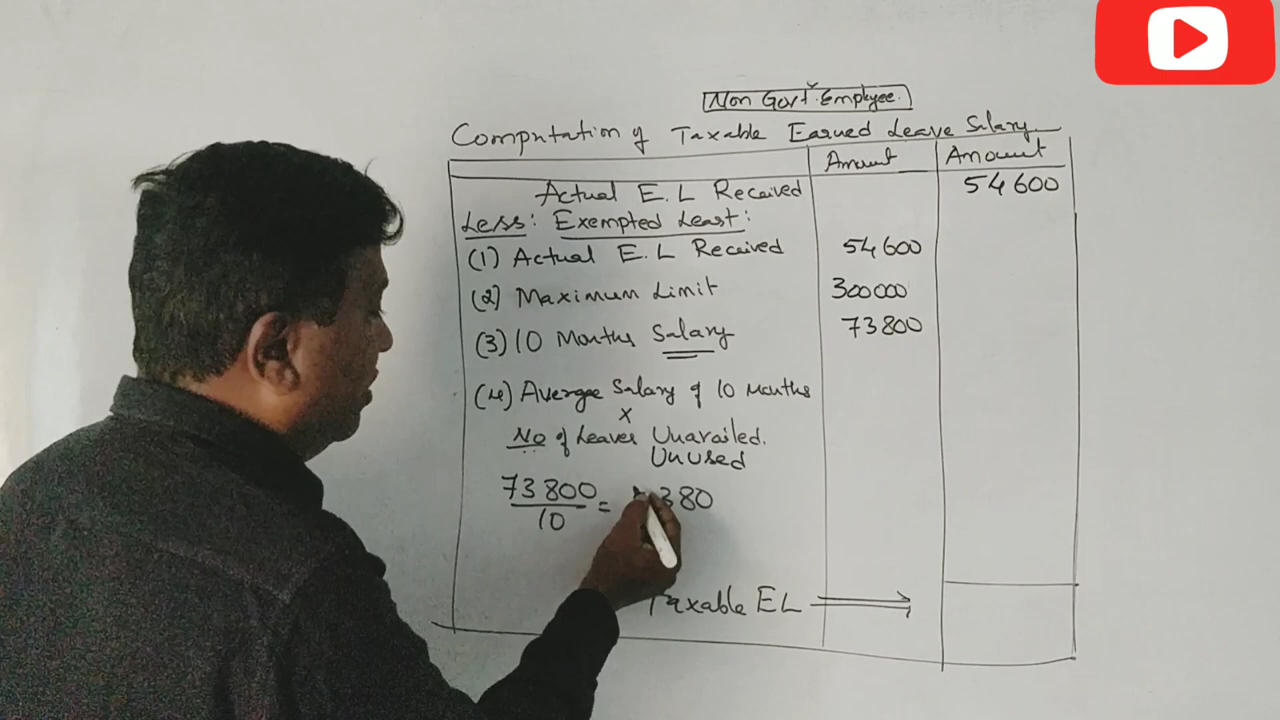 Non Govt. Employee.
Computation of Taxable Earned Leave Salary
Amount Amount
Actual E.L Received 54600
Less: Exempted Least:
(1) Actual E.L Received 54600
(2) Maximum Limit 300000
(3) 10 Months Salary 73800
(4) Average Salary of 10 Months
x
No of Leaves Unavailed.
Unused
73800
10
= 380
Taxable EL